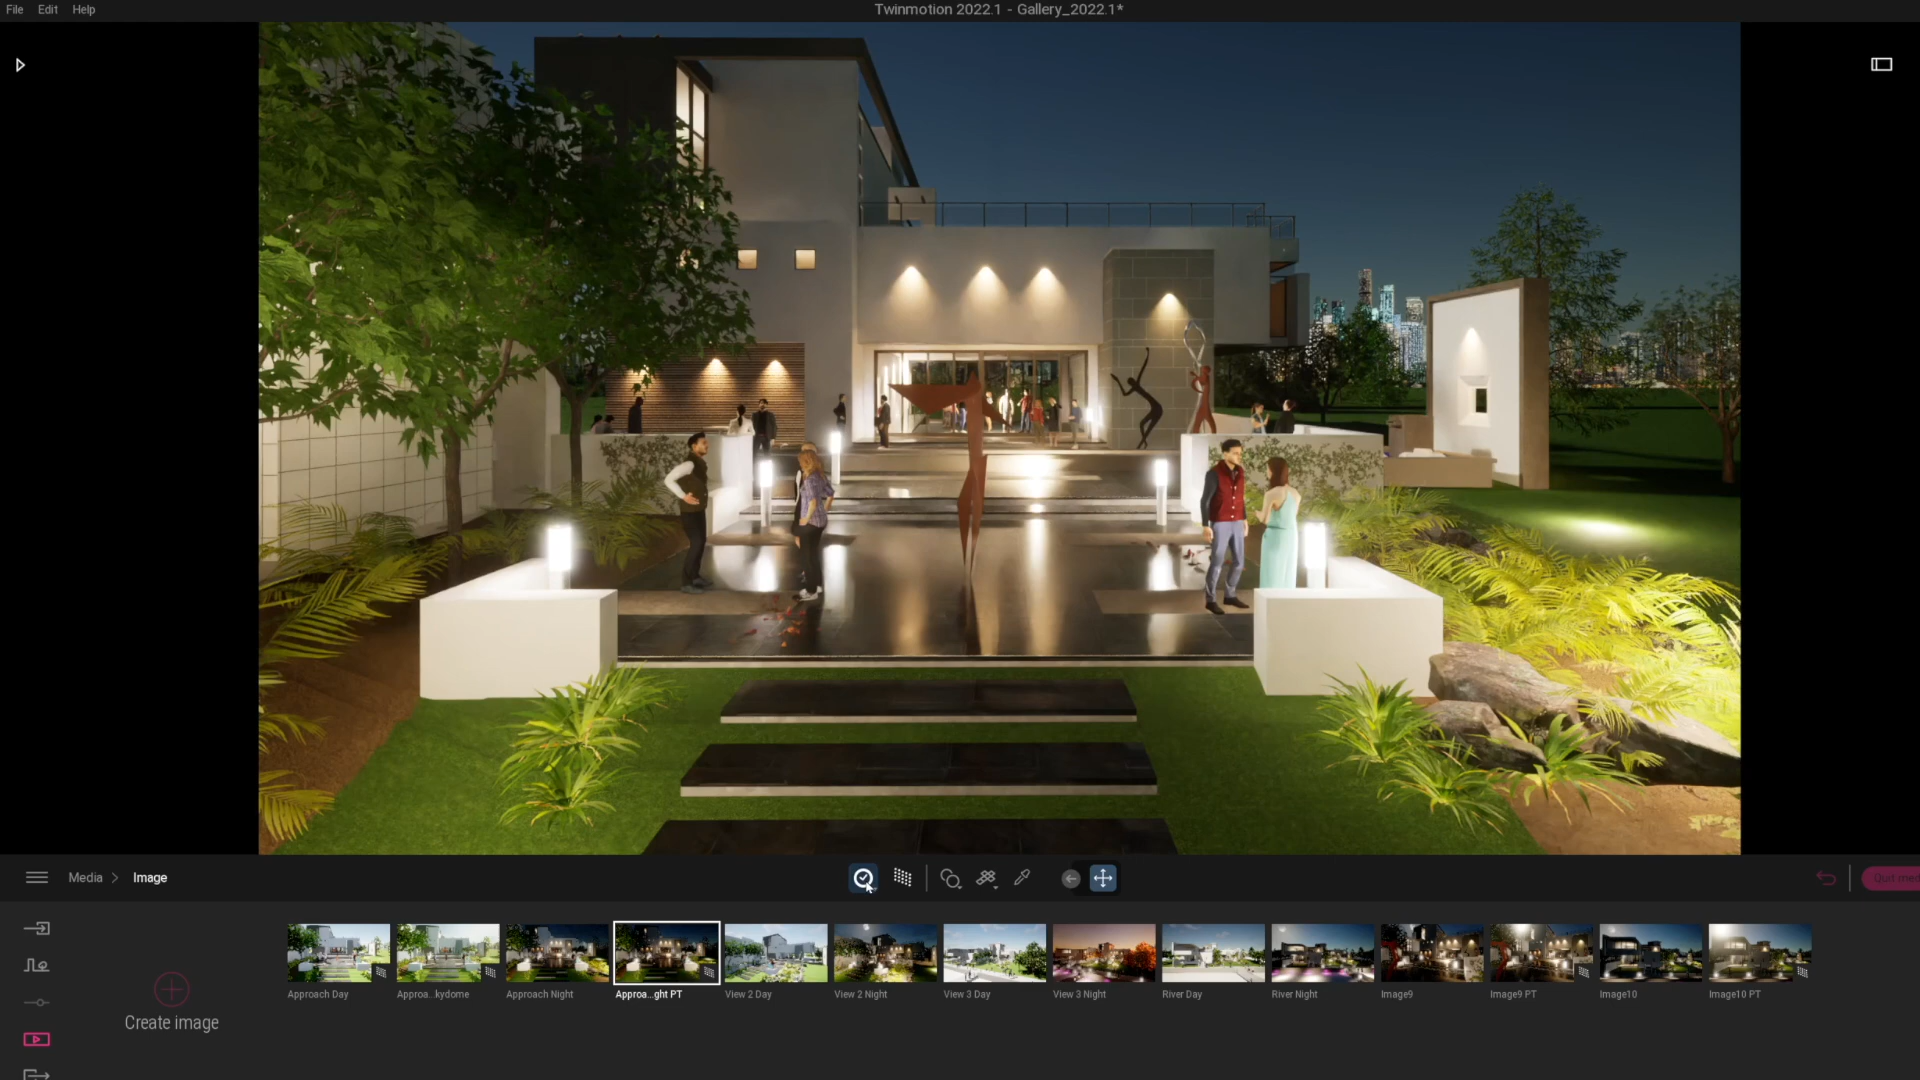 File Edit Help
Twinmotion 2022.1 - Gallery_2022.1*
Media > Image
Quit med
Create image
Approach Day
Approa...kydome
Approach Night
Approa...ght PT
View 2 Day
View 2 Night
View 3 Day
View 3 Night
River Day
River Night
Image9
Image9 PT
Image10
Image10 PT